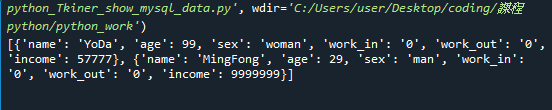 python_Tkiner_show_mysql_data.py', wdir='C:/Users/user/Desktop/coding/課程
python/python_work')
[{'name': 'YoDa', 'age': 99, 'sex': 'woman', 'work_in': '0', 'work_out': '0',
'income': 57777}, {'name': 'MingFong', 'age': 29, 'sex': 'man', 'work_in':
'0', 'work_out': '0', 'income': 9999999}]